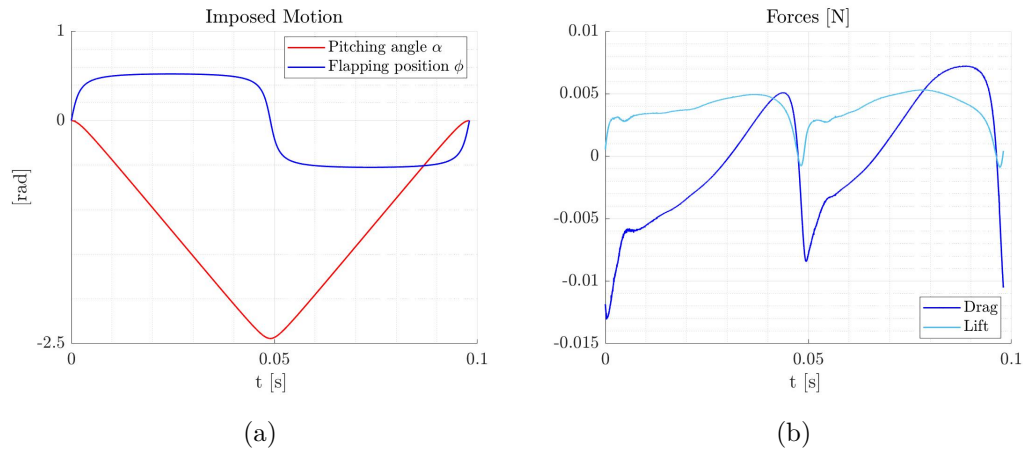 Imposed Motion
1
Pitching angle α
Flapping position ϕ
0
[rad]
-2.5
0
0.05
0.1
t [s]
(a)
Forces [N]
0.01
0.005
0
-0.005
-0.01
-0.015
Drag
Lift
0
0.05
0.1
t [s]
(b)